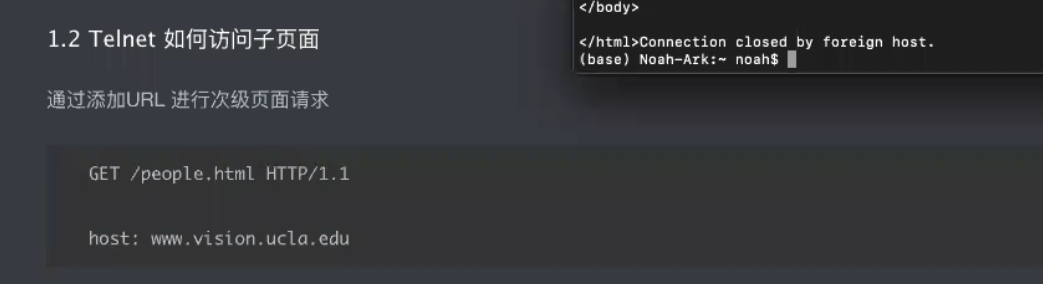 </body>
</html>Connection closed by foreign host.
(base) Noah-Ark:~ noah$
1.2 Telnet 如何访问子页面
通过添加URL 进行次级页面请求
GET /people.html HTTP/1.1
host: www.vision.ucla.edu